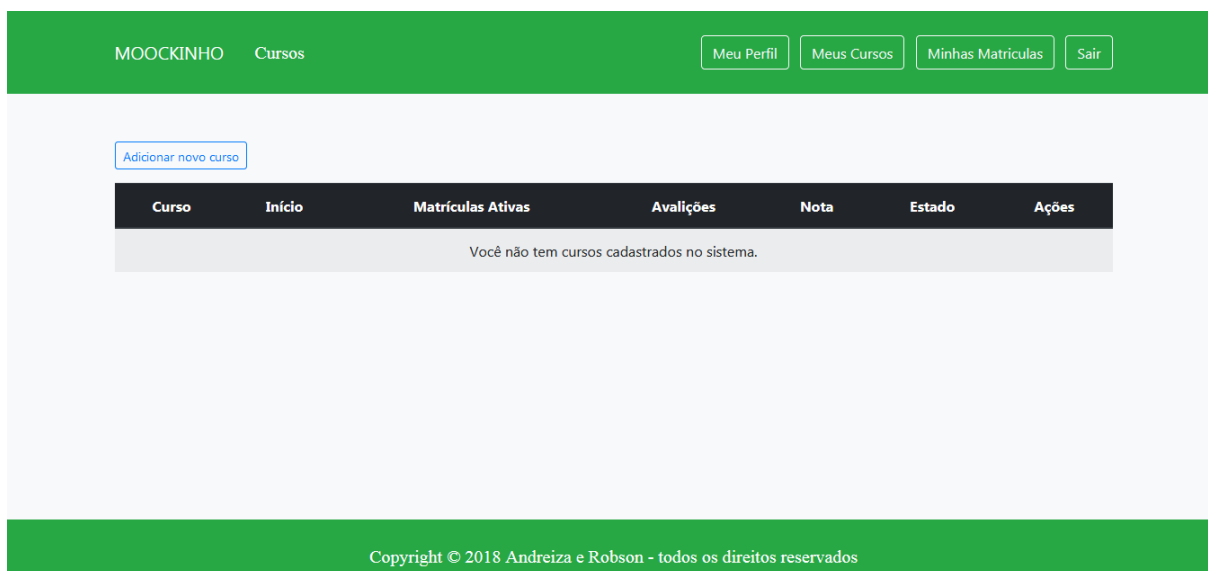 MOOCKINHO Cursos Meu Perfil Meus Cursos Minhas Matriculas Sair
Adicionar novo curso
Curso Início Matrículas Ativas Avalições Nota Estado Ações
Você não tem cursos cadastrados no sistema.
Copyright © 2018 Andreiza e Robson - todos os direitos reservados